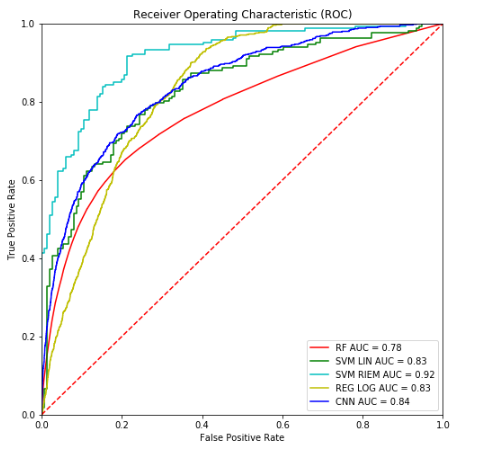 Receiver Operating Characteristic (ROC)
1.0
0.8
0.6
0.4
0.2
0.0
True Positive Rate
RF AUC = 0.78
SVM LIN AUC = 0.83
SVM RIEM AUC = 0.92
REG LOG AUC = 0.83
CNN AUC = 0.84
0.0 0.2 0.4 0.6 0.8 1.0
False Positive Rate